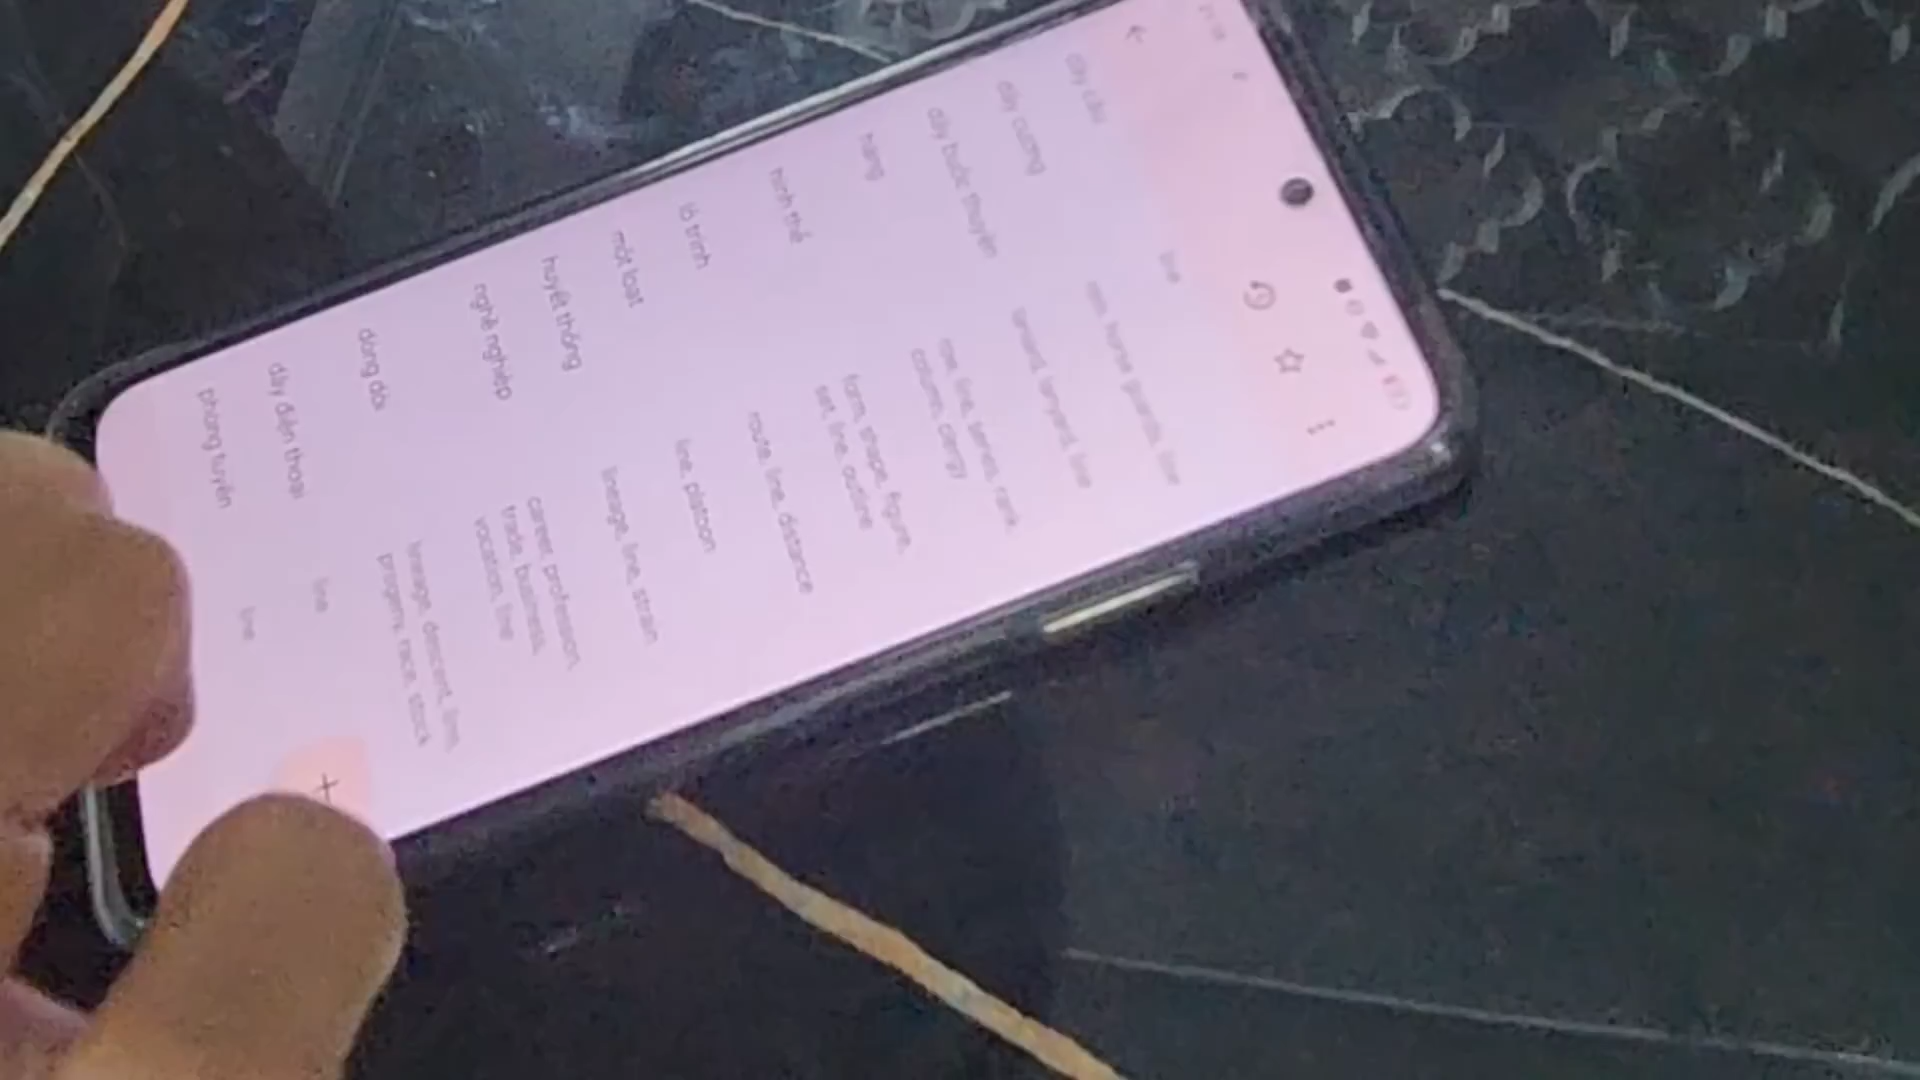 dây câu
line
dây cương
rein, horse guards, line
dây buộc thuyền
lanyard, line
hàng
row, line, series, rank,
column, clergy
hình thể
form, shape, figure,
set, line, outline
lộ trình
route, line, distance
một loạt
line, platoon
huyết thống
lineage, line, strain
nghề nghiệp
career, profession,
trade, business,
vocation, line
dòng dõi
lineage, descent, line,
progeny, race, stock
dây điện thoại
line
phòng tuyến
line
+